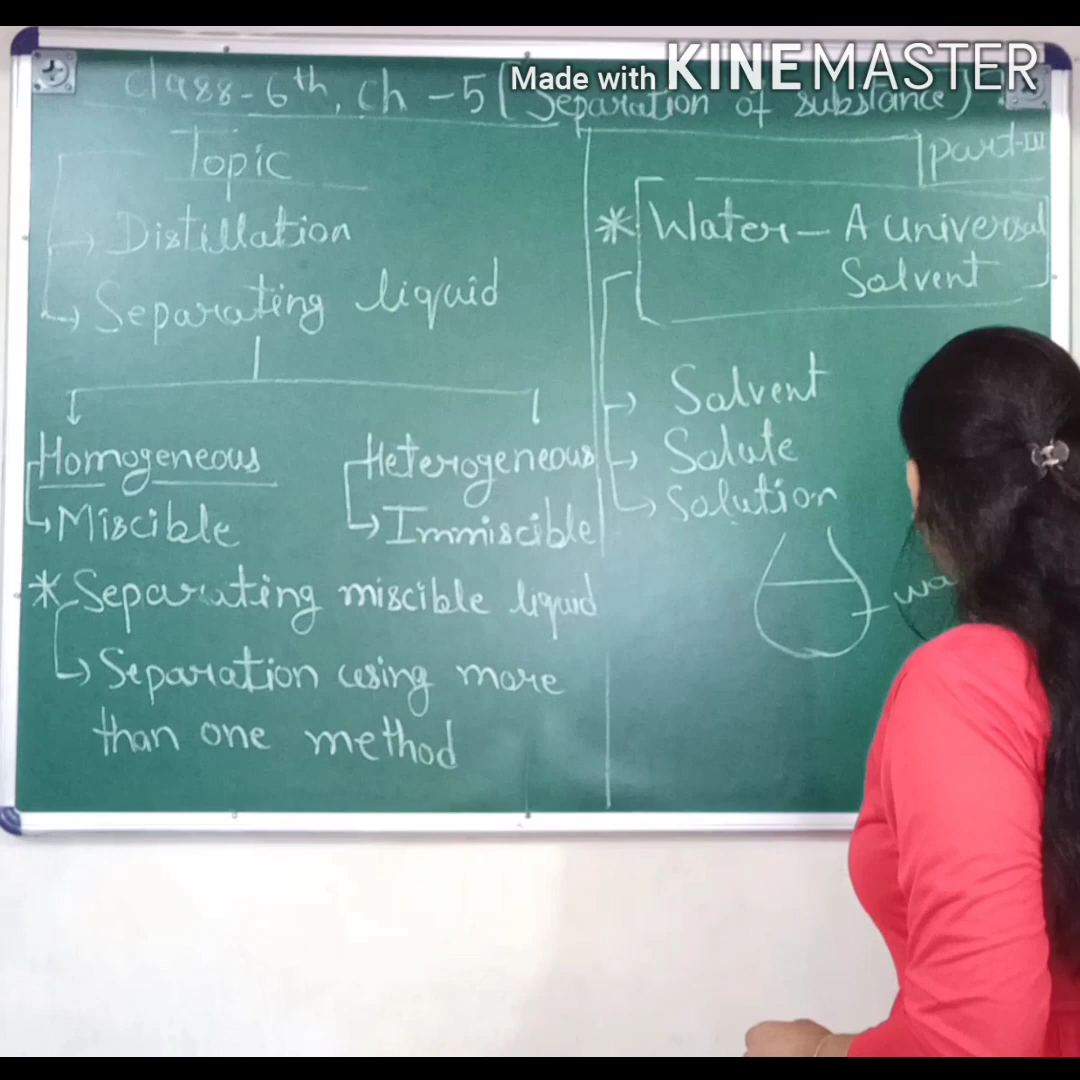 Made with KINEMASTER
Class-6th, Ch-5 (Separation of substance)
Part-III
Topic
→ Distillation
→ Separating liquid
Homogeneous
→ Miscible
Heterogeneous
→ Immiscible
* Separating miscible liquid
→ Separation using more
than one method
* Water - A universal
Solvent
→ Solvent
→ Solute
→ Solution